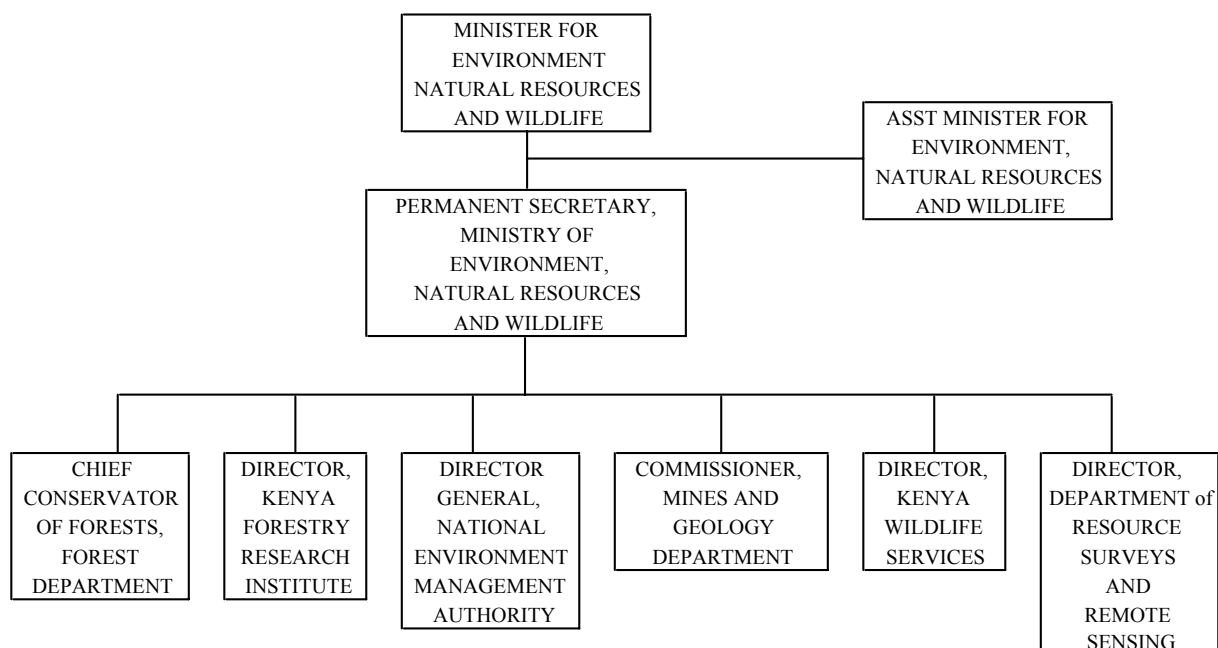 MINISTER FOR
ENVIRONMENT
NATURAL RESOURCES
AND WILDLIFE
ASST MINISTER FOR
ENVIRONMENT,
NATURAL RESOURCES
AND WILDLIFE
PERMANENT SECRETARY,
MINISTRY OF
ENVIRONMENT,
NATURAL RESOURCES
AND WILDLIFE
CHIEF
CONSERVATOR
OF FORESTS,
FOREST
DEPARTMENT
DIRECTOR,
KENYA
FORESTRY
RESEARCH
INSTITUTE
DIRECTOR
GENERAL,
NATIONAL
ENVIRONMENT
MANAGEMENT
AUTHORITY
COMMISSIONER,
MINES AND
GEOLOGY
DEPARTMENT
DIRECTOR,
KENYA
WILDLIFE
SERVICES
DIRECTOR,
DEPARTMENT of
RESOURCE
SURVEYS
AND
REMOTE
SENSING